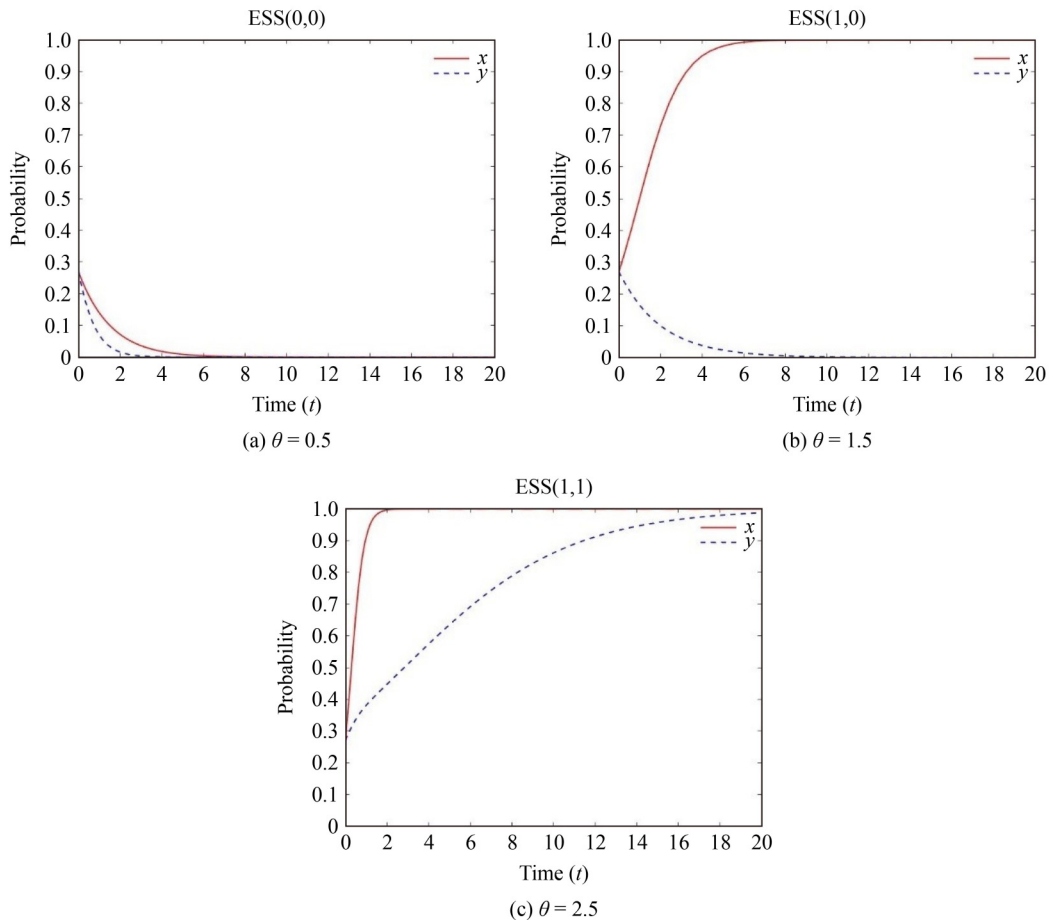 ESS(0,0)
1.0
0.9
0.8
0.7
0.6
0.5
0.4
0.3
0.2
0.1
0
Probability
x
y
0 2 4 6 8 10 12 14 16 18 20
Time (t)
(a) θ = 0.5
ESS(1,0)
1.0
0.9
0.8
0.7
0.6
0.5
0.4
0.3
0.2
0.1
0
Probability
x
y
0 2 4 6 8 10 12 14 16 18 20
Time (t)
(b) θ = 1.5
ESS(1,1)
1.0
0.9
0.8
0.7
0.6
0.5
0.4
0.3
0.2
0.1
0
Probability
x
y
0 2 4 6 8 10 12 14 16 18 20
Time (t)
(c) θ = 2.5